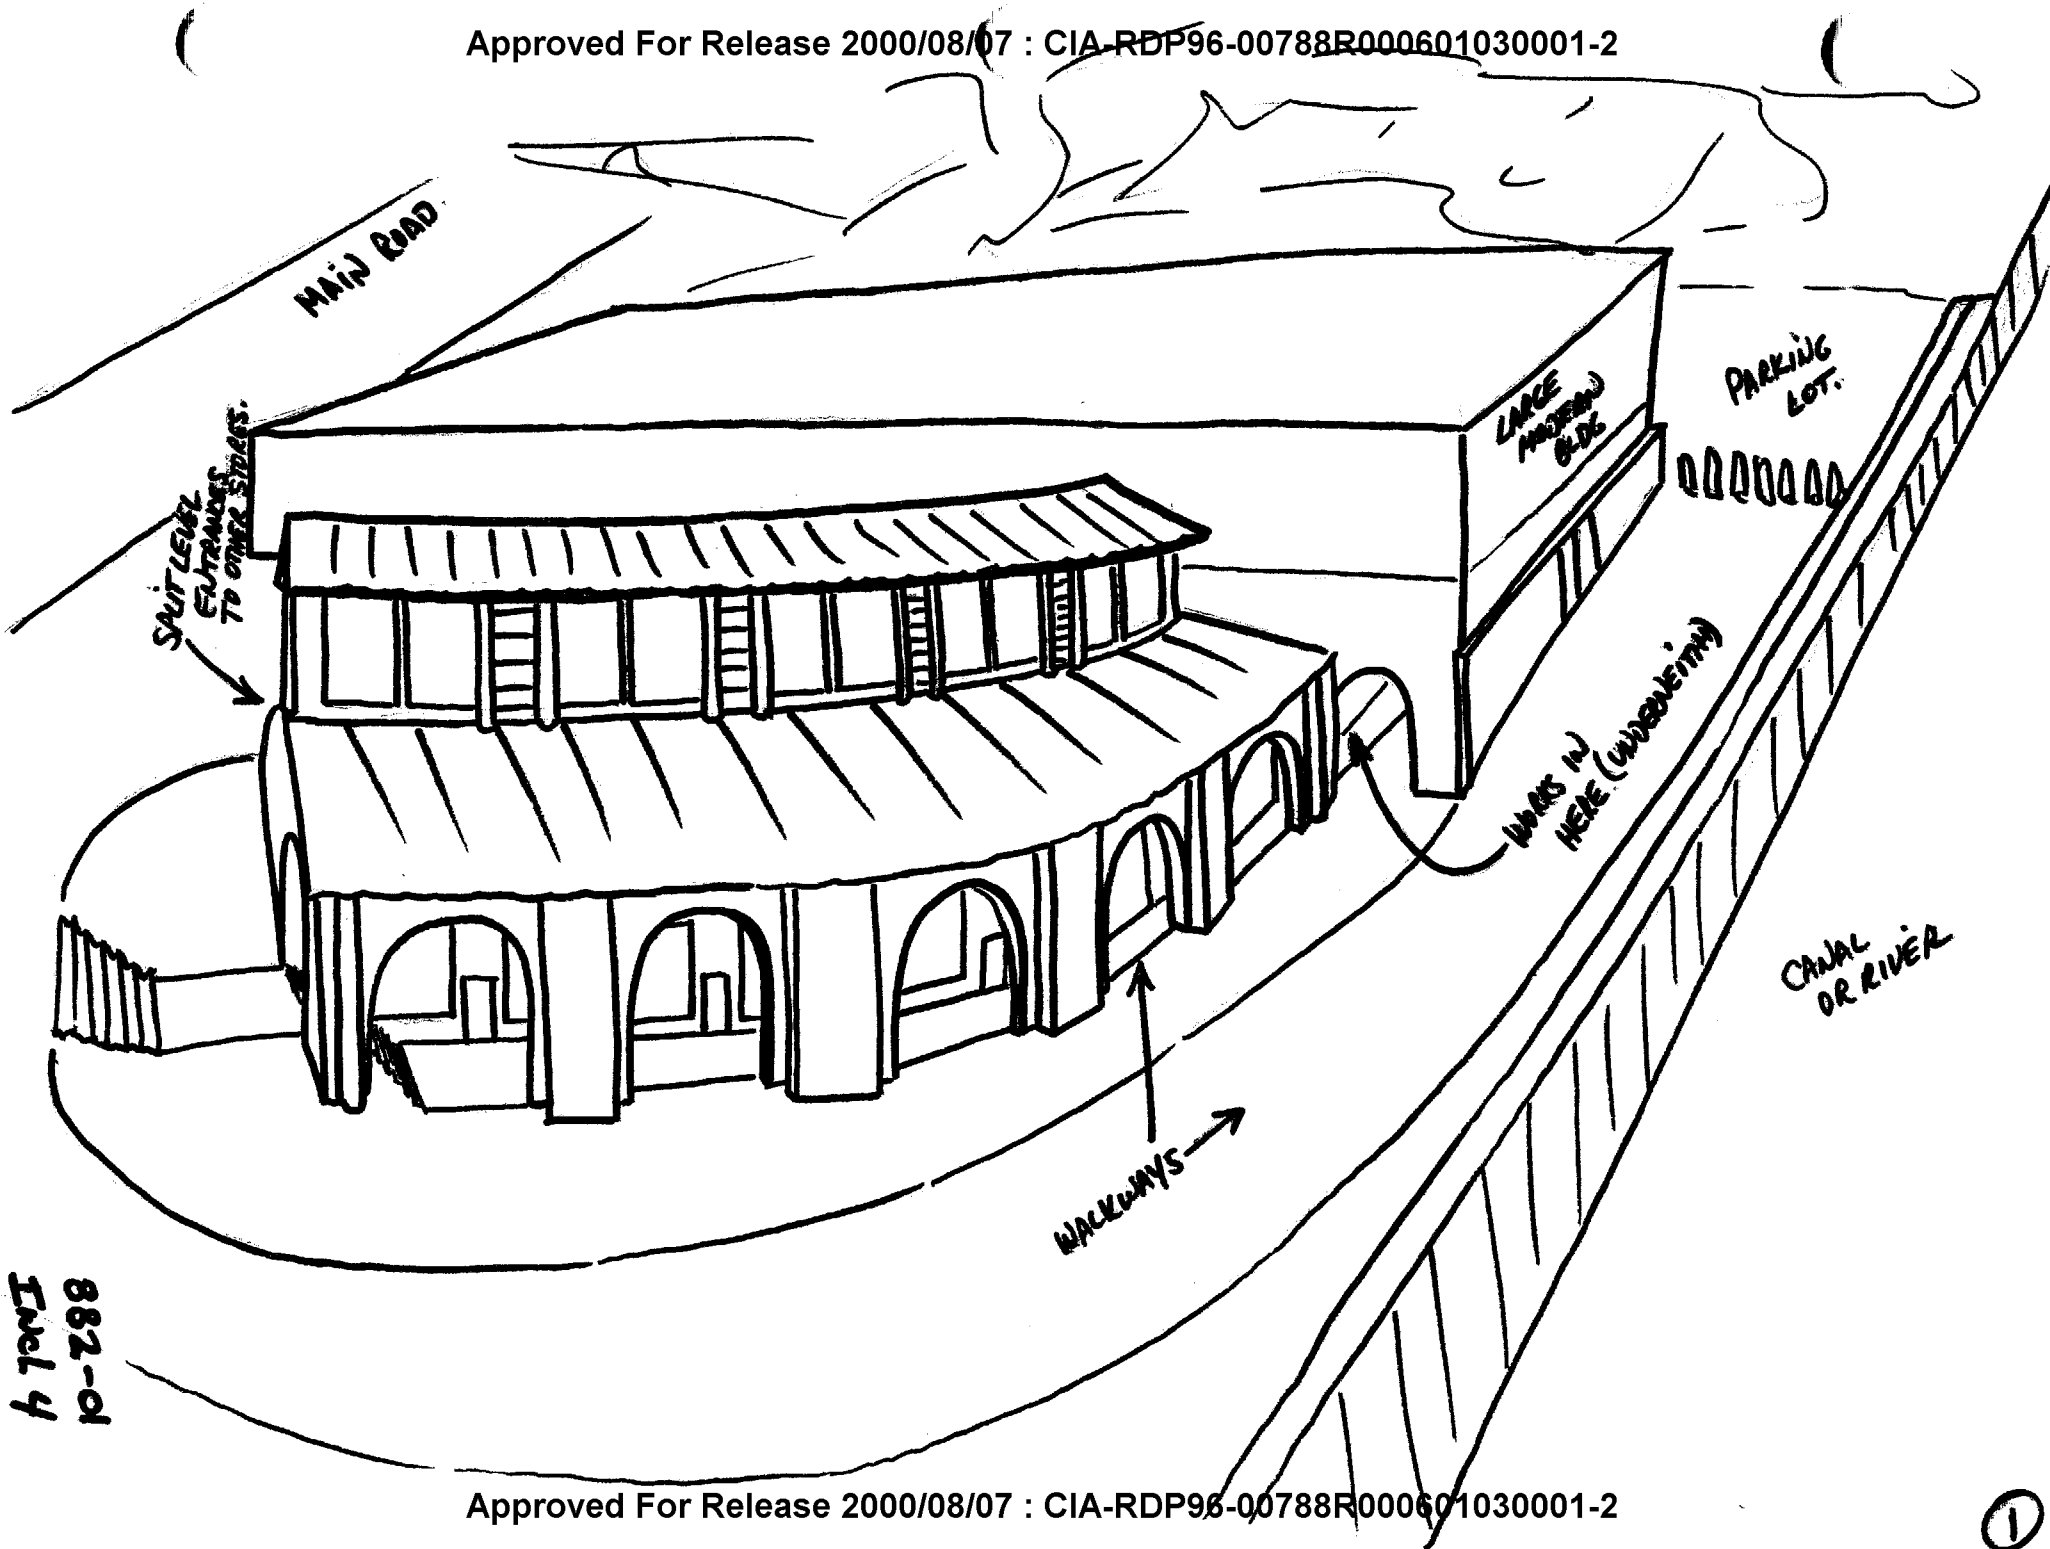 Approved For Release 2000/08/07 : CIA-RDP96-00788R000601030001-2
MAIN ROAD
SPLIT LEVEL
ENTRANCES
TO OTHER STORES.
LARGE
MODERN
BLDG
PARKING
LOT.
WORKS IN
HERE (UNDERNEITH)
CANAL
OR RIVER
WALKWAYS
882-01
Incl 4
Approved For Release 2000/08/07 : CIA-RDP96-00788R000601030001-2
1